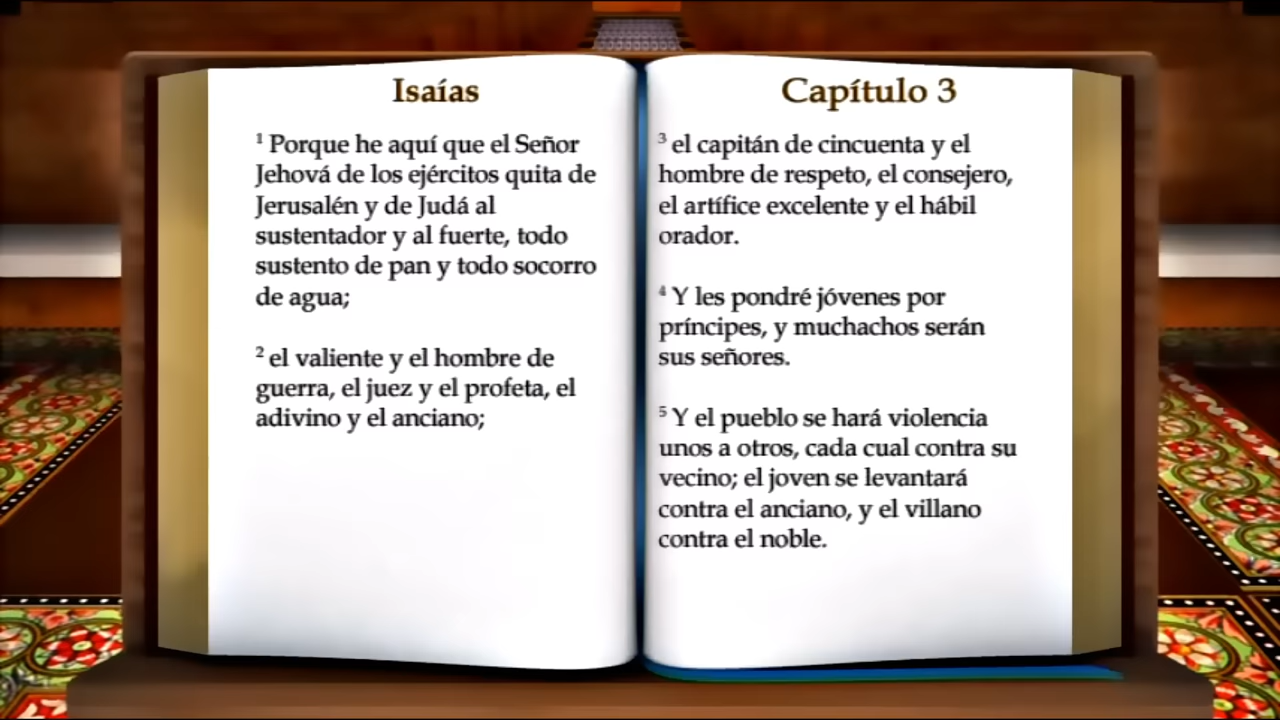 Isaías
1 Porque he aquí que el Señor
Jehová de los ejércitos quita de
Jerusalén y de Judá al
sustentador y al fuerte, todo
sustento de pan y todo socorro
de agua;
2 el valiente y el hombre de
guerra, el juez y el profeta, el
adivino y el anciano;
Capítulo 3
3 el capitán de cincuenta y el
hombre de respeto, el consejero,
el artífice excelente y el hábil
orador.
4 Y les pondré jóvenes por
príncipes, y muchachos serán
sus señores.
5 Y el pueblo se hará violencia
unos a otros, cada cual contra su
vecino; el joven se levantará
contra el anciano, y el villano
contra el noble.